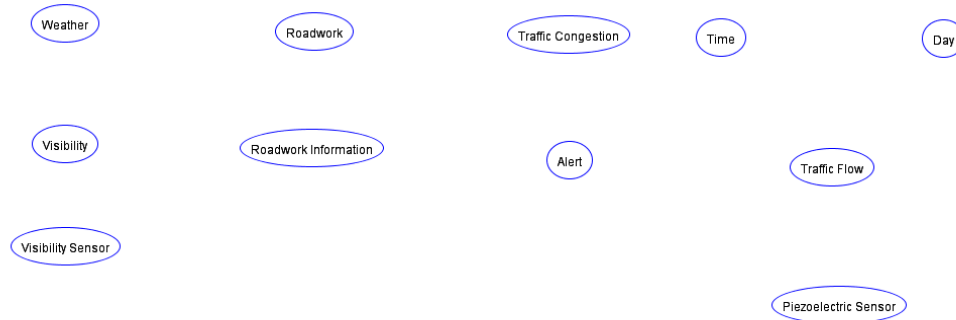 Weather
Roadwork
Traffic Congestion
Time
Day
Visibility
Roadwork Information
Alert
Traffic Flow
Visibility Sensor
Piezoelectric Sensor